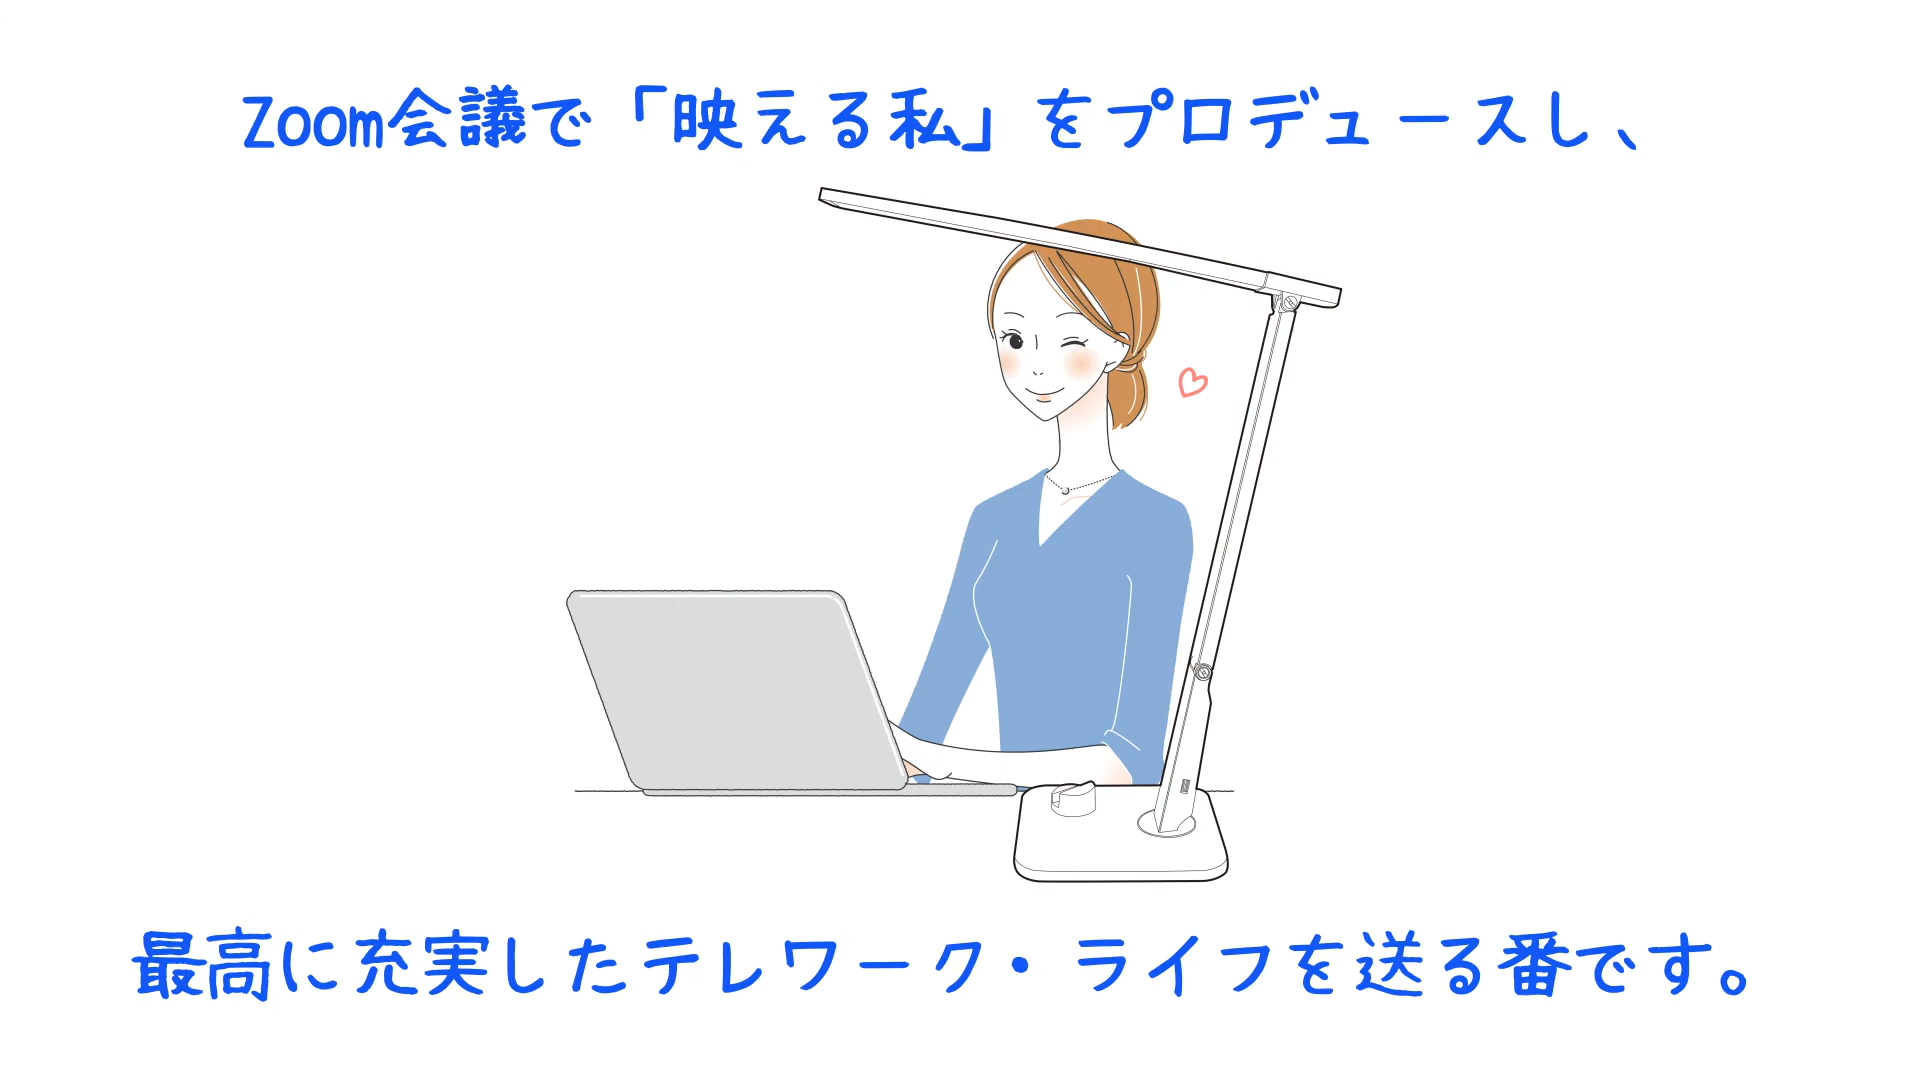 Zoom会議で「映える私」をプロデュースし、
最高に充実したテレワーク・ライフを送る番です。